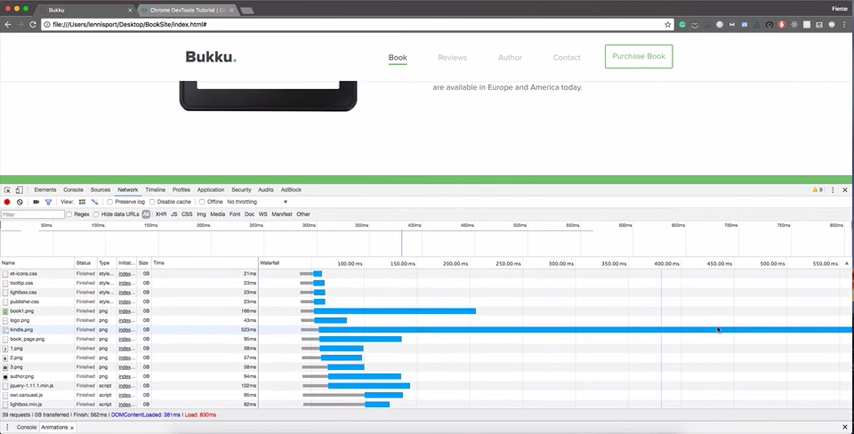 Bukku
Chrome DevTools Tutorial | C
Fierce
file:///Users/lennisport/Desktop/BookSite/index.html#
Bukku.
Book
Reviews
Author
Contact
Purchase Book
are available in Europe and America today.
Elements Console Sources Network Timeline Profiles Application Security Audits AdBlock
View: Preserve log Disable cache Offline No throttling
Filter Regex Hide data URLs All XHR JS CSS Img Media Font Doc WS Manifest Other
50ms 100ms 150ms 200ms 250ms 300ms 350ms 400ms 450ms 500ms 550ms 600ms 650ms 700ms 750ms 800ms
Name Status Type Initial... Size Time Waterfall 100.00 ms 150.00 ms 200.00 ms 250.00 ms 300.00 ms 350.00 ms 400.00 ms 450.00 ms 500.00 ms 550.00 ms
et-icons.css Finished style... index... 0B 21ms
tooltip.css Finished style... index... 0B 23ms
lightbox.css Finished style... index... 0B 23ms
publisher.css Finished style... index... 0B 23ms
book1.png Finished png index... 0B 166ms
logo.png Finished png index... 0B 43ms
kindle.png Finished png index... 0B 523ms
book_page.png Finished png index... 0B 95ms
1.png Finished png index... 0B 58ms
2.png Finished png index... 0B 57ms
3.png Finished png index... 0B 58ms
author.png Finished png index... 0B 94ms
jquery-1.11.1.min.js Finished script index... 0B 102ms
owl.carousel.js Finished script index... 0B 95ms
lightbox.min.js Finished script index... 0B 92ms
39 requests | 0B transferred | Finish: 562ms | DOMContentLoaded: 381ms | Load: 830ms
Console Animations